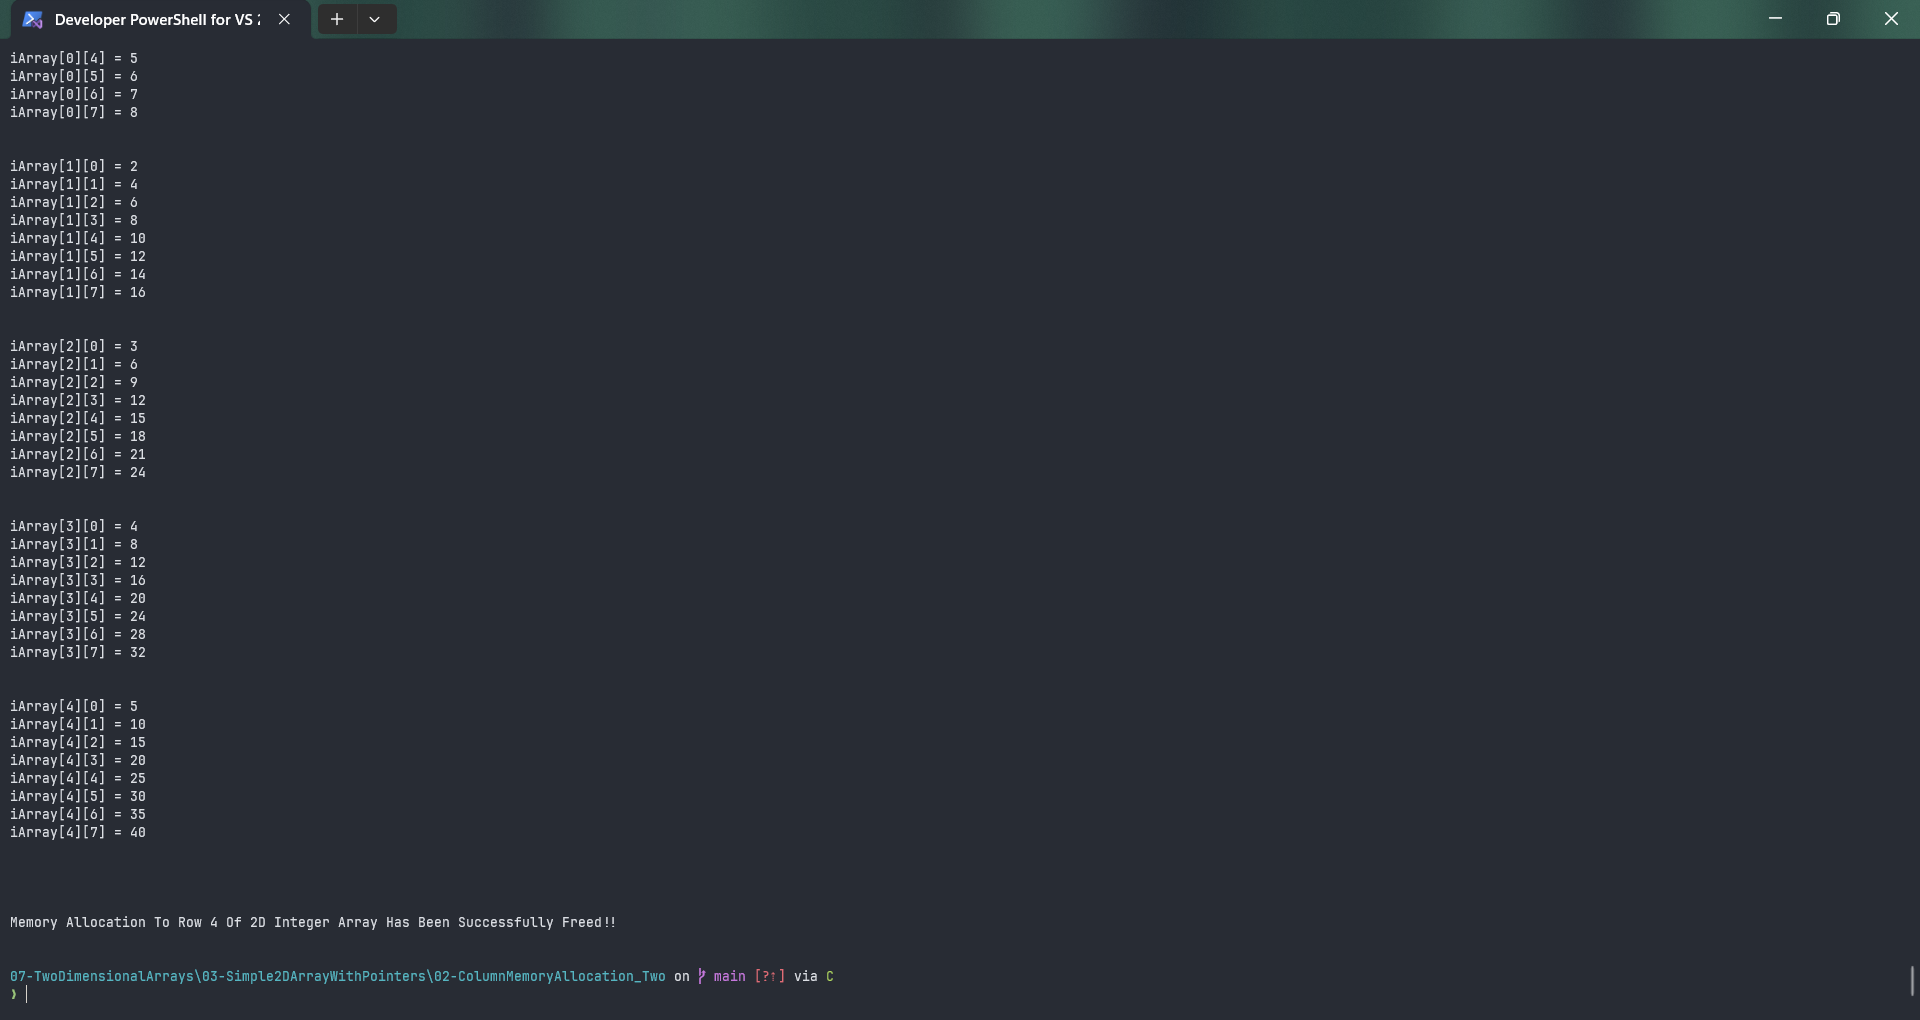 Developer PowerShell for VS 2
iArray[0][4] = 5
iArray[0][5] = 6
iArray[0][6] = 7
iArray[0][7] = 8
iArray[1][0] = 2
iArray[1][1] = 4
iArray[1][2] = 6
iArray[1][3] = 8
iArray[1][4] = 10
iArray[1][5] = 12
iArray[1][6] = 14
iArray[1][7] = 16
iArray[2][0] = 3
iArray[2][1] = 6
iArray[2][2] = 9
iArray[2][3] = 12
iArray[2][4] = 15
iArray[2][5] = 18
iArray[2][6] = 21
iArray[2][7] = 24
iArray[3][0] = 4
iArray[3][1] = 8
iArray[3][2] = 12
iArray[3][3] = 16
iArray[3][4] = 20
iArray[3][5] = 24
iArray[3][6] = 28
iArray[3][7] = 32
iArray[4][0] = 5
iArray[4][1] = 10
iArray[4][2] = 15
iArray[4][3] = 20
iArray[4][4] = 25
iArray[4][5] = 30
iArray[4][6] = 35
iArray[4][7] = 40
Memory Allocation To Row 4 Of 2D Integer Array Has Been Successfully Freed!!
07-TwoDimensionalArrays\03-Simple2DArrayWithPointers\02-ColumnMemoryAllocation_Two on main [?↑] via C
❯